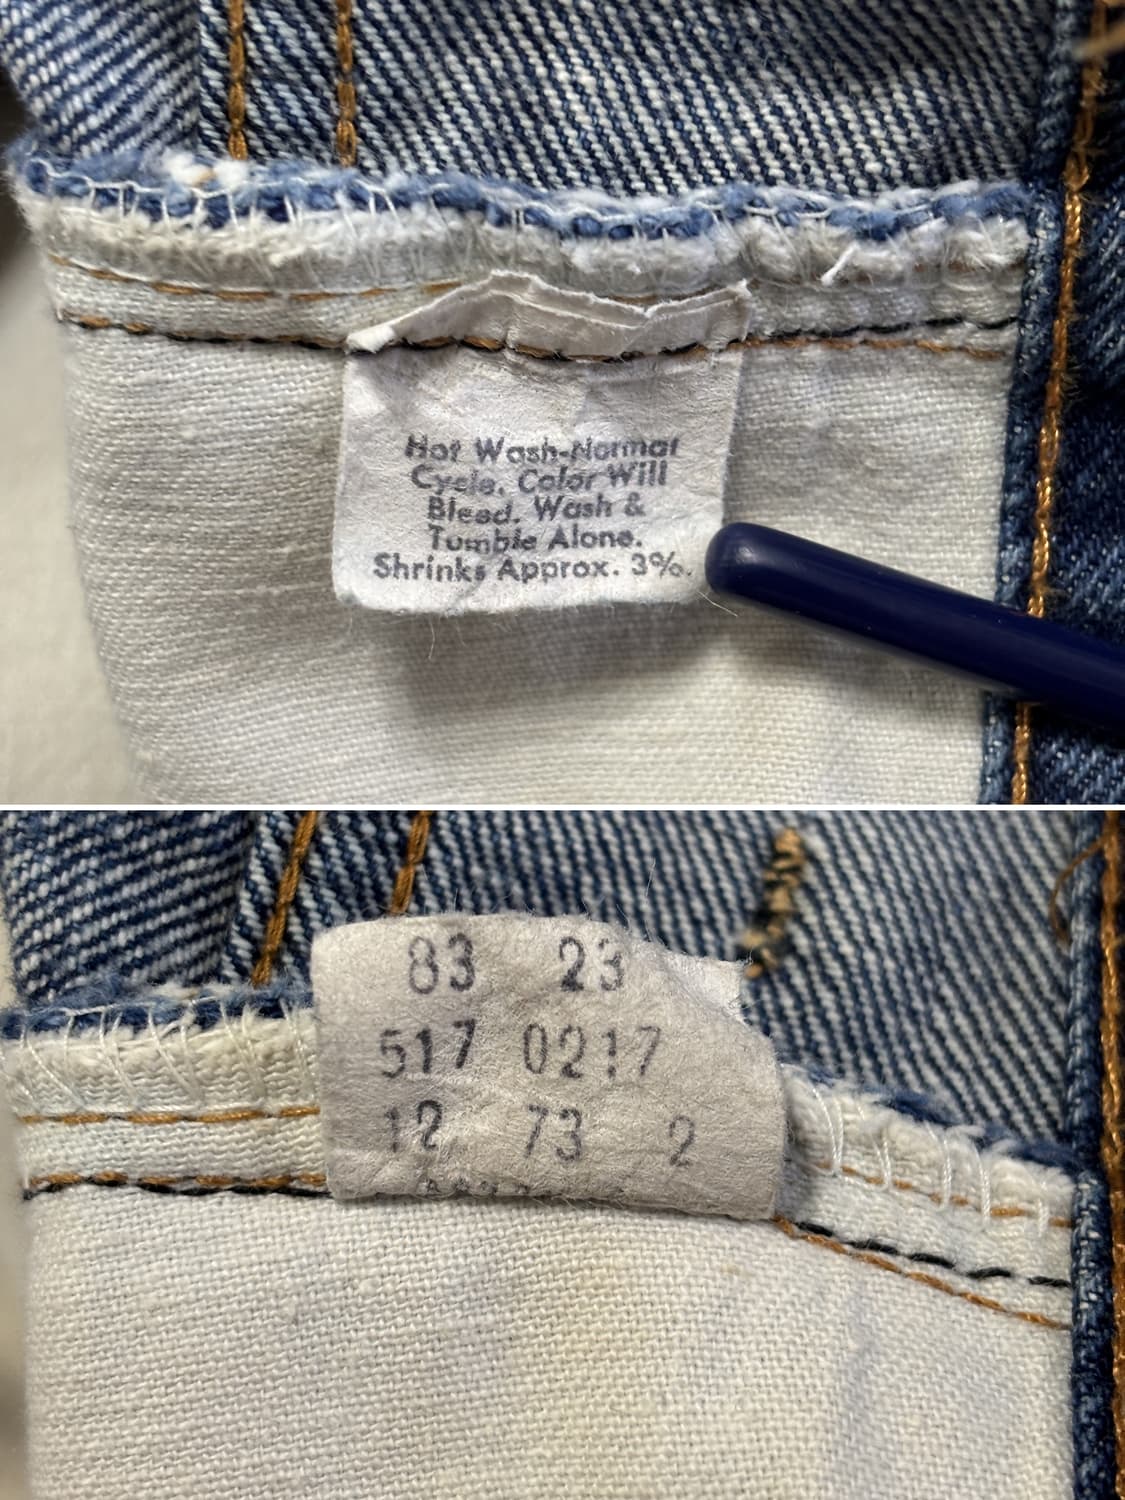 Hot Wash-Normal
Cycle. Color Will
Bleed. Wash &
Tumble Alone.
Shrinks Approx. 3%.
83 23
517 0217
12 73 2